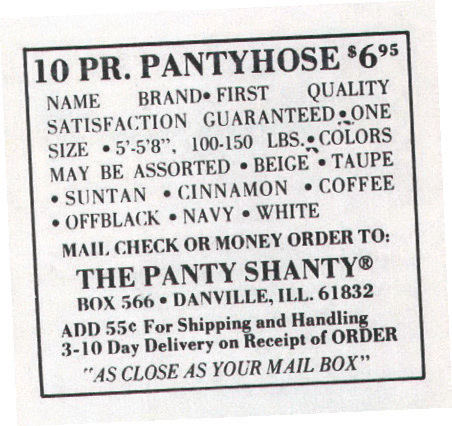 10 PR. PANTYHOSE $6⁹⁵
NAME BRAND• FIRST QUALITY
SATISFACTION GUARANTEED•ONE
SIZE • 5'-5'8", 100-150 LBS.•COLORS
MAY BE ASSORTED • BEIGE • TAUPE
• SUNTAN • CINNAMON • COFFEE
• OFFBLACK • NAVY • WHITE
MAIL CHECK OR MONEY ORDER TO:
THE PANTY SHANTY®
BOX 566 • DANVILLE, ILL. 61832
ADD 55¢ For Shipping and Handling
3-10 Day Delivery on Receipt of ORDER
"AS CLOSE AS YOUR MAIL BOX"